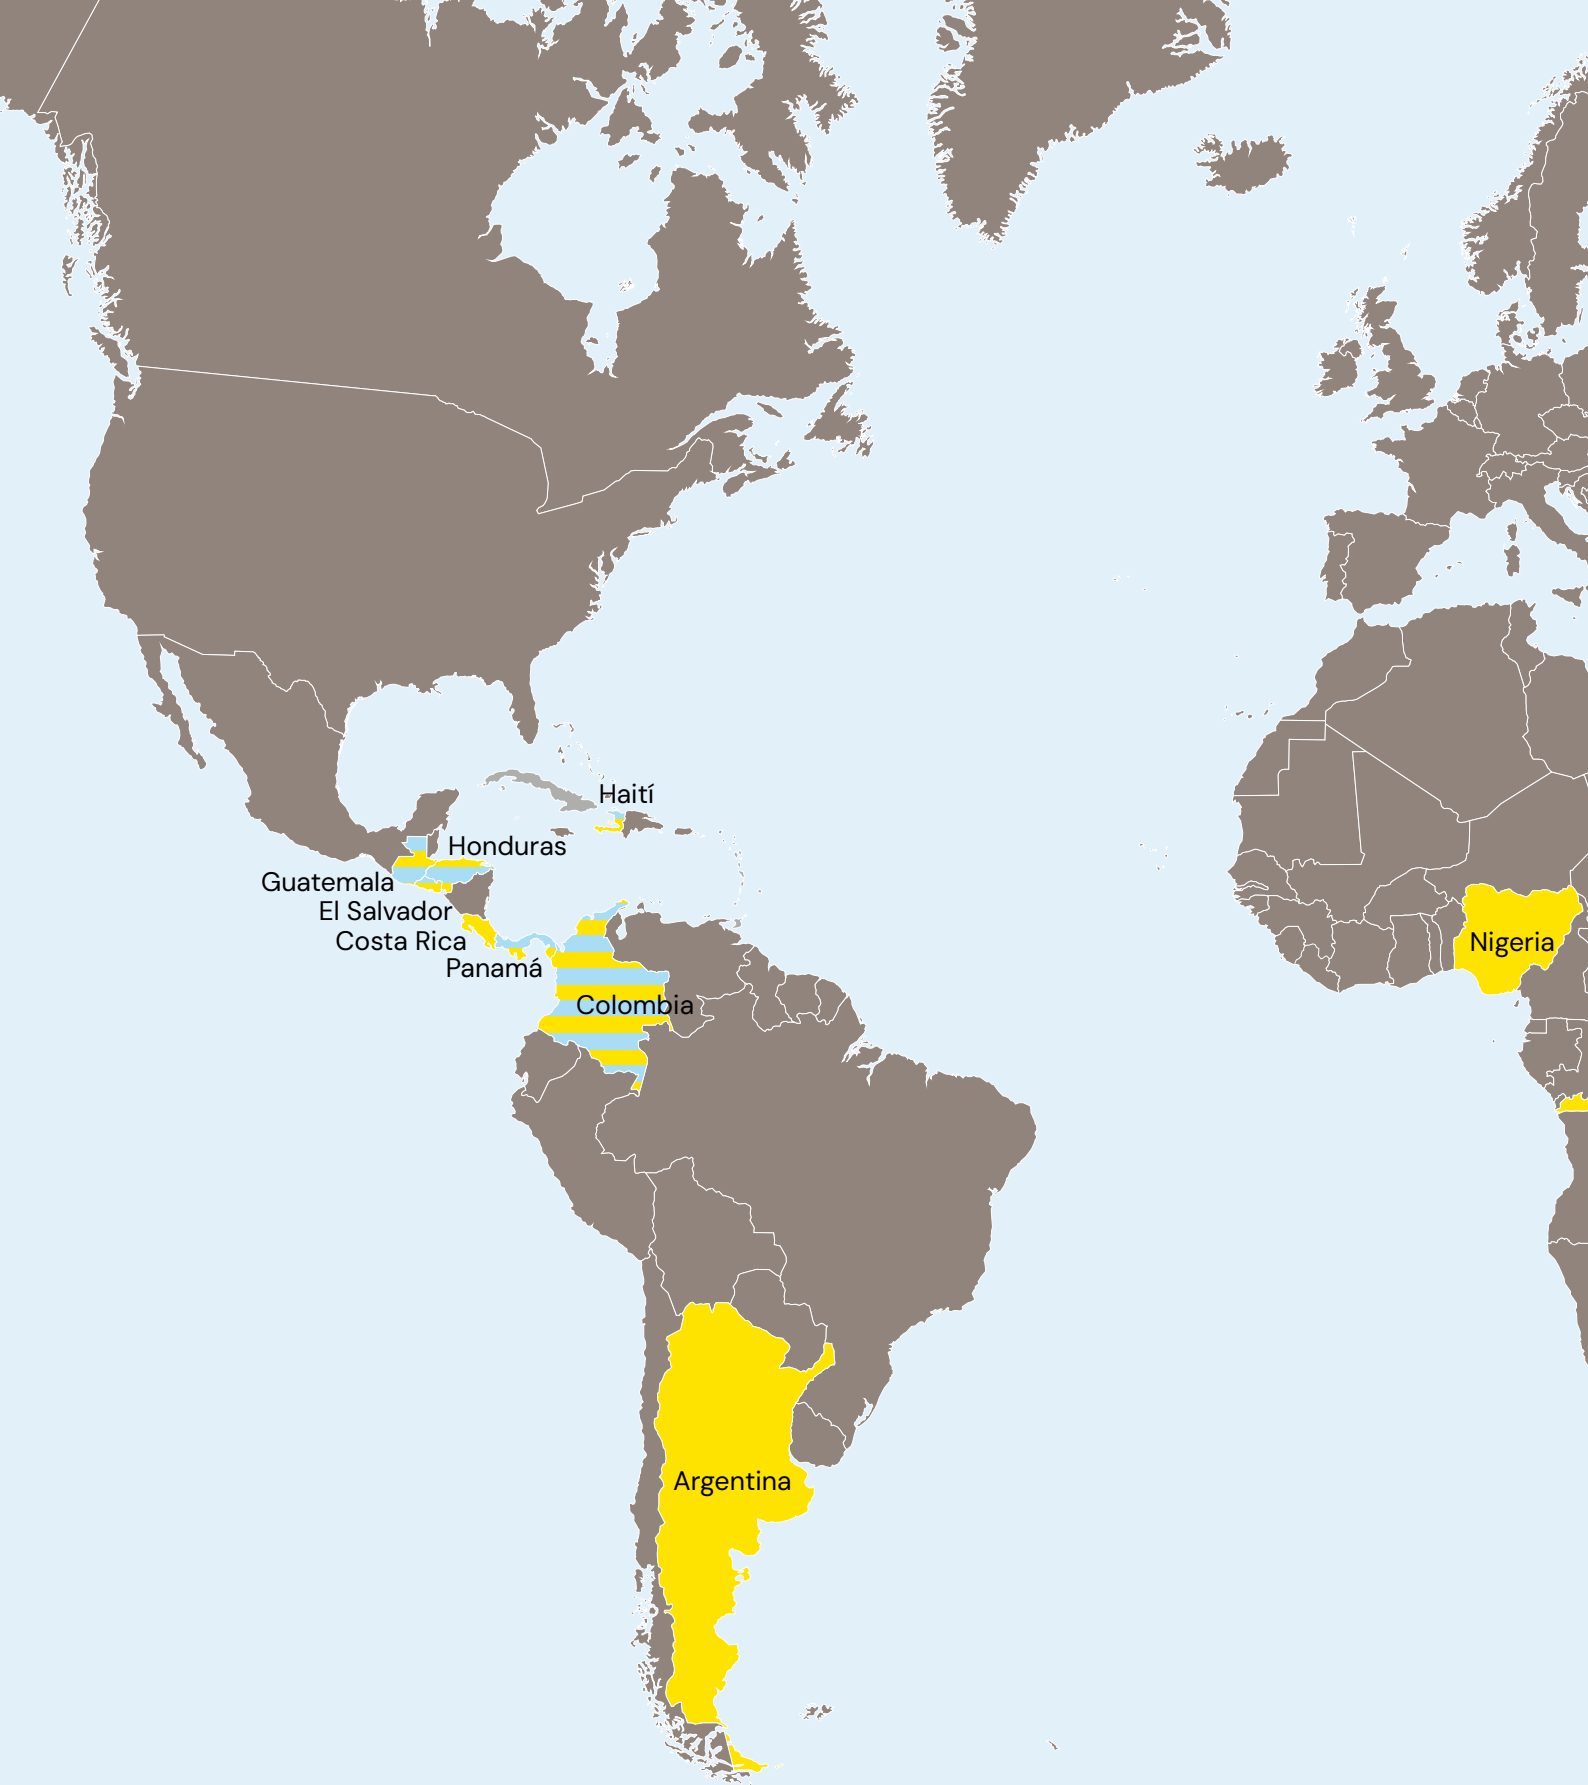 Haití
Honduras
Guatemala
El Salvador
Costa Rica
Panamá
Colombia
Nigeria
Argentina